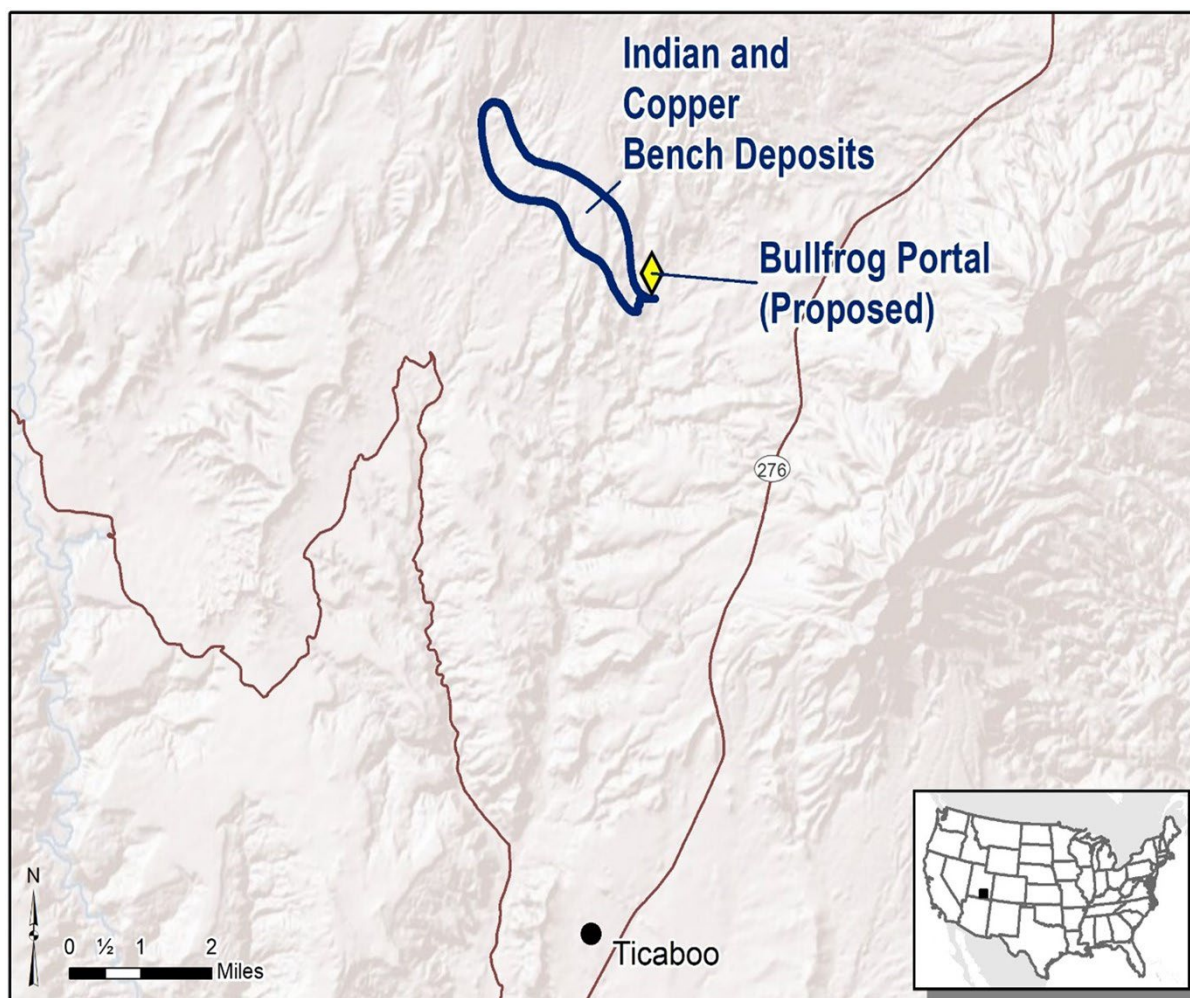 Indian and
Copper
Bench Deposits
Bullfrog Portal
(Proposed)
276
N
0 ½ 1 2
Miles
Ticaboo